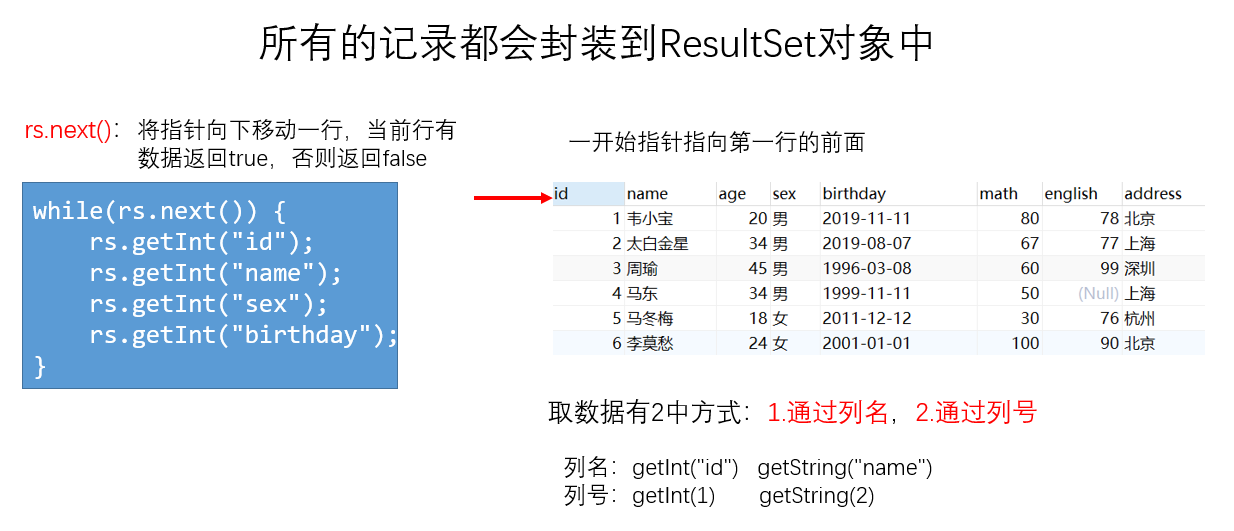 所有的记录都会封装到ResultSet对象中
rs.next()： 将指针向下移动一行，当前行有
数据返回true，否则返回false
while(rs.next()) {
    rs.getInt("id");
    rs.getInt("name");
    rs.getInt("sex");
    rs.getInt("birthday");
}
一开始指针指向第一行的前面
id name age sex birthday math english address
1 韦小宝 20 男 2019-11-11 80 78 北京
2 太白金星 34 男 2019-08-07 67 77 上海
3 周瑜 45 男 1996-03-08 60 99 深圳
4 马东 34 男 1999-11-11 50 (Null) 上海
5 马冬梅 18 女 2011-12-12 30 76 杭州
6 李莫愁 24 女 2001-01-01 100 90 北京
取数据有2中方式：1.通过列名，2.通过列号
列名：getInt("id") getString("name")
列号：getInt(1) getString(2)